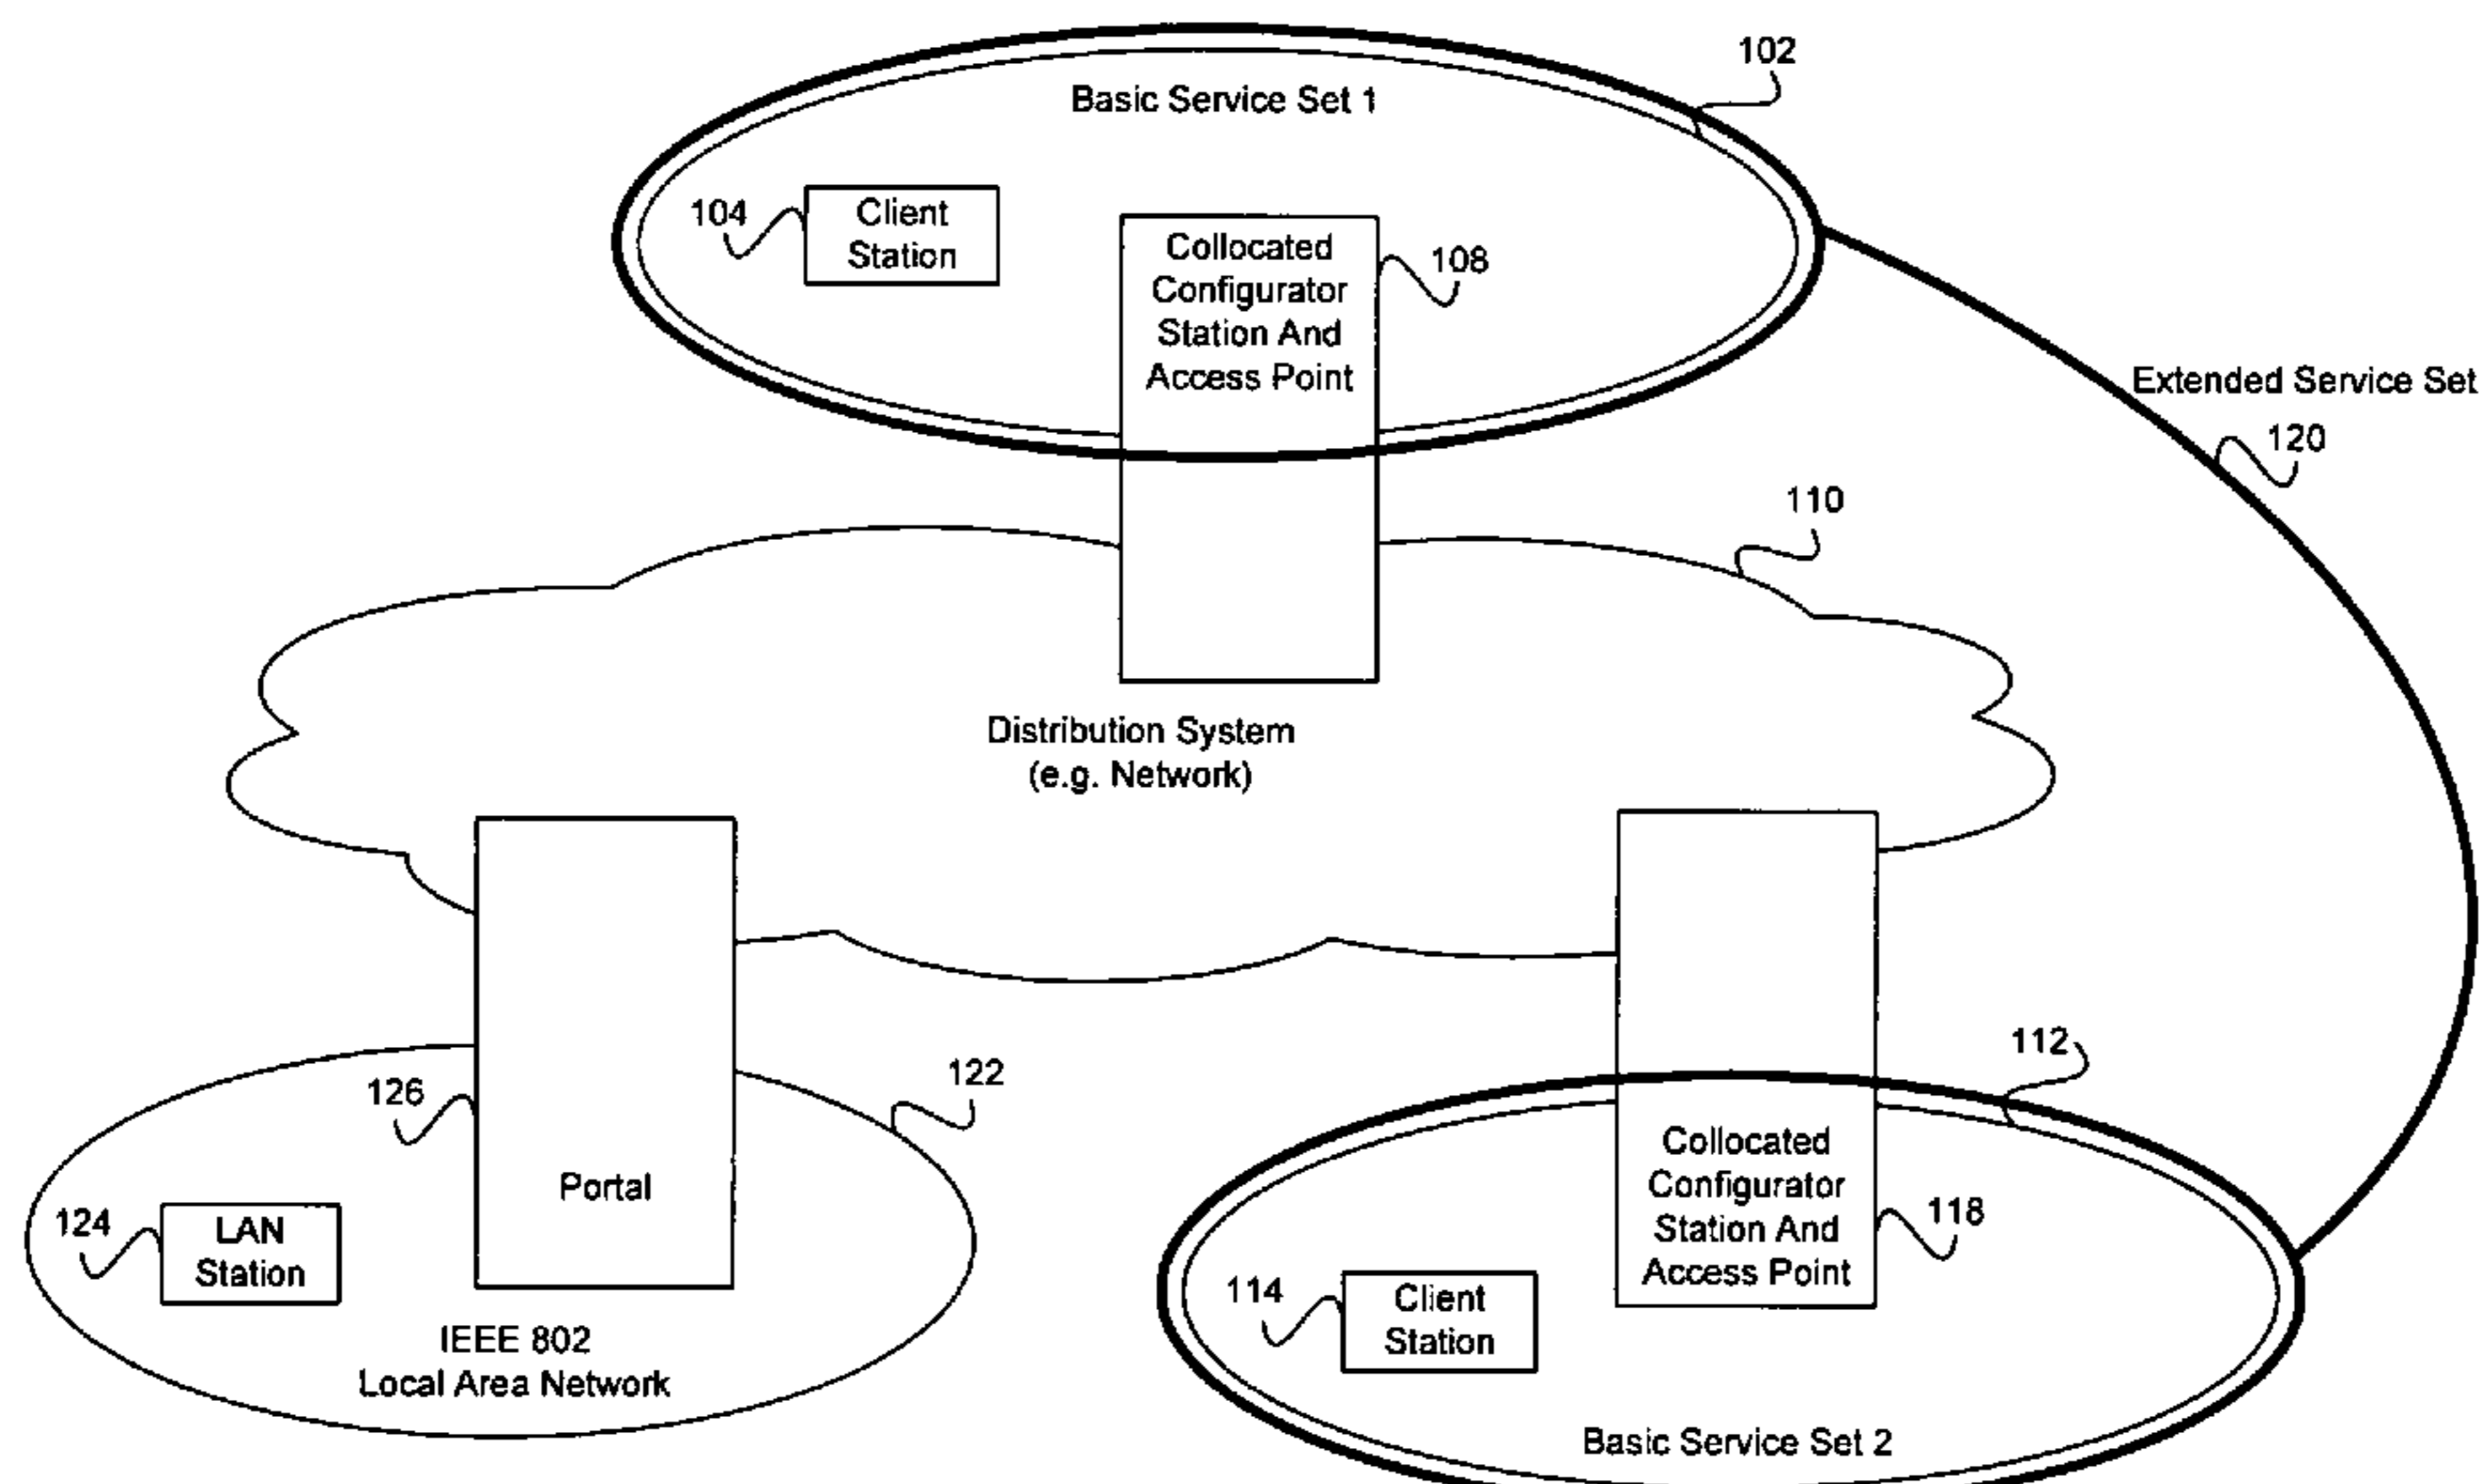 102
Basic Service Set 1
104
Client
Station
Collocated
Configurator
Station And
Access Point
108
Extended Service Set
120
110
Distribution System
(e.g. Network)
112
122
126
Portal
124
LAN
Station
IEEE 802
Local Area Network
Collocated
Configurator
Station And
Access Point
118
114
Client
Station
Basic Service Set 2